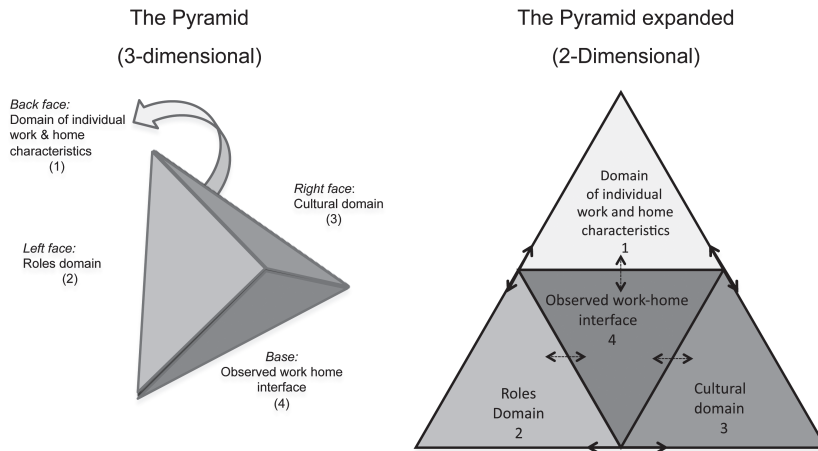 The Pyramid
(3-dimensional)
Back face:
Domain of individual
work & home
characteristics
(1)
Right face:
Cultural domain
(3)
Left face:
Roles domain
(2)
Base:
Observed work home
interface
(4)
The Pyramid expanded
(2-Dimensional)
Domain
of individual
work and home
characteristics
1
Observed work-home
interface
4
Roles
Domain
2
Cultural
domain
3